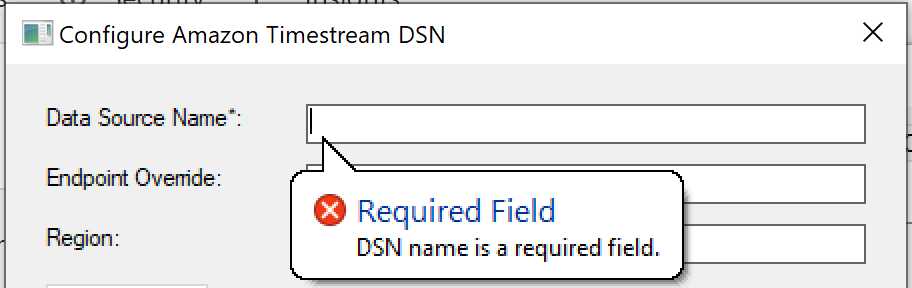 Configure Amazon Timestream DSN
Data Source Name*:
Endpoint Override:
Required Field
Region:
DSN name is a required field.